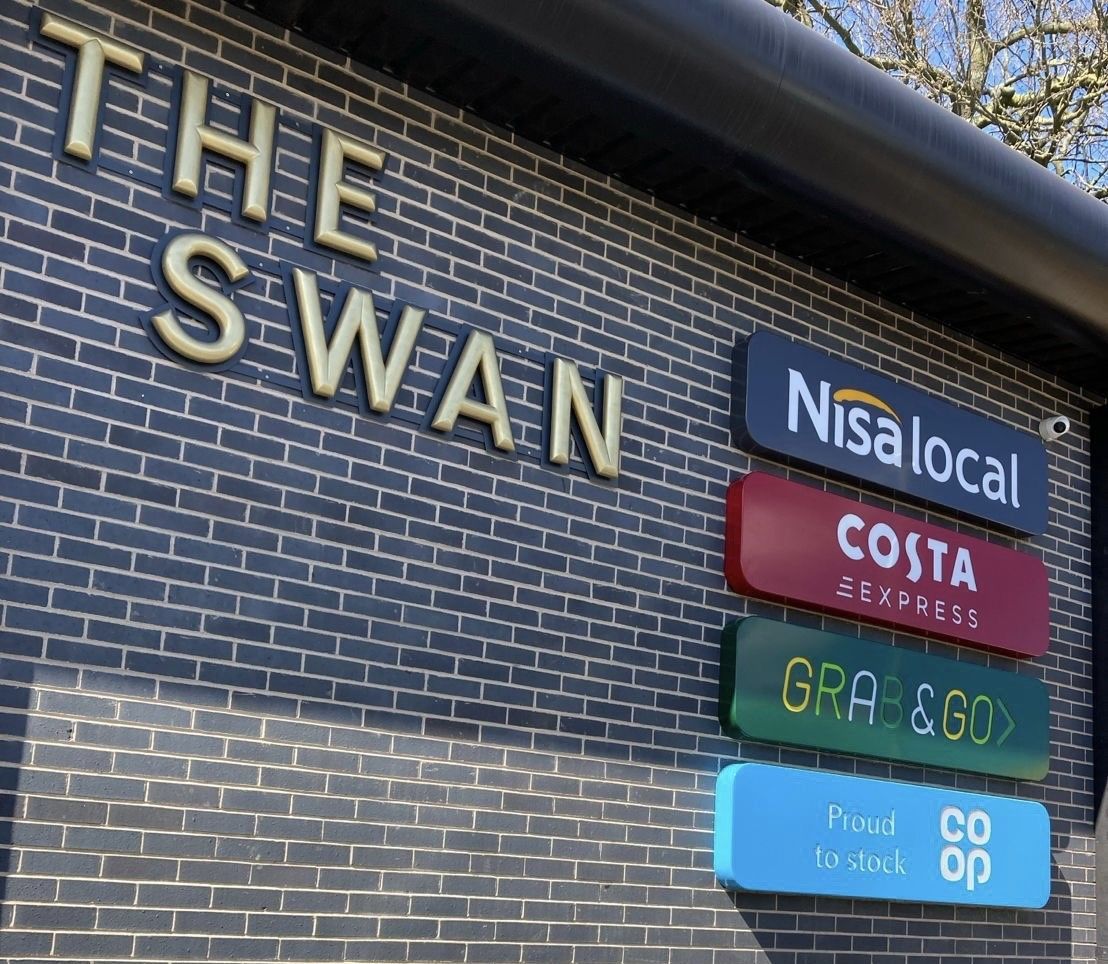 THE
SWAN
Nisa local
COSTA
EXPRESS
GRAB&GO>
Proud
to stock
CO
OP